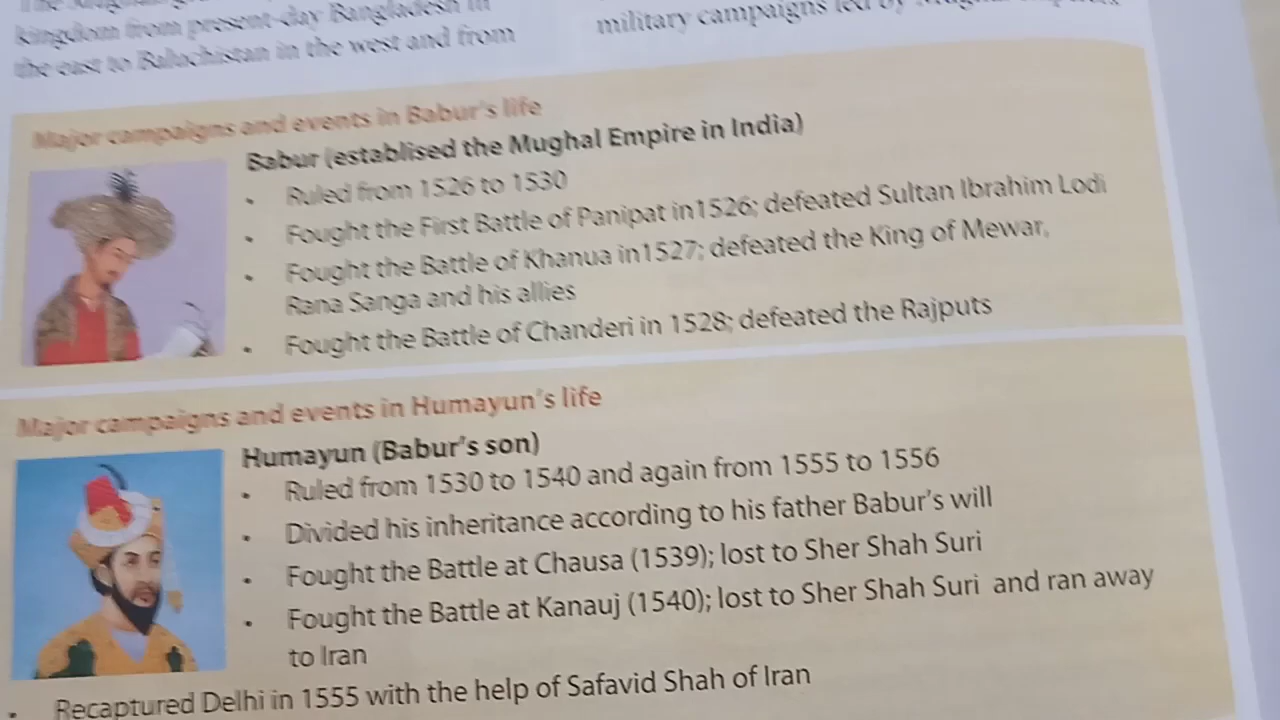 kingdom from present-day Bangladesh in
the east to Baluchistan in the west and from
military campaigns led by Mughal
Major campaigns and events in Babur's life
Babur (establised the Mughal Empire in India)
• Ruled from 1526 to 1530
• Fought the First Battle of Panipat in1526; defeated Sultan Ibrahim Lodi
• Fought the Battle of Khanua in1527; defeated the King of Mewar,
Rana Sanga and his allies
• Fought the Battle of Chanderi in 1528; defeated the Rajputs
Major campaigns and events in Humayun's life
Humayun (Babur's son)
• Ruled from 1530 to 1540 and again from 1555 to 1556
• Divided his inheritance according to his father Babur's will
• Fought the Battle at Chausa (1539); lost to Sher Shah Suri
• Fought the Battle at Kanauj (1540); lost to Sher Shah Suri and ran away
to Iran
• Recaptured Delhi in 1555 with the help of Safavid Shah of Iran